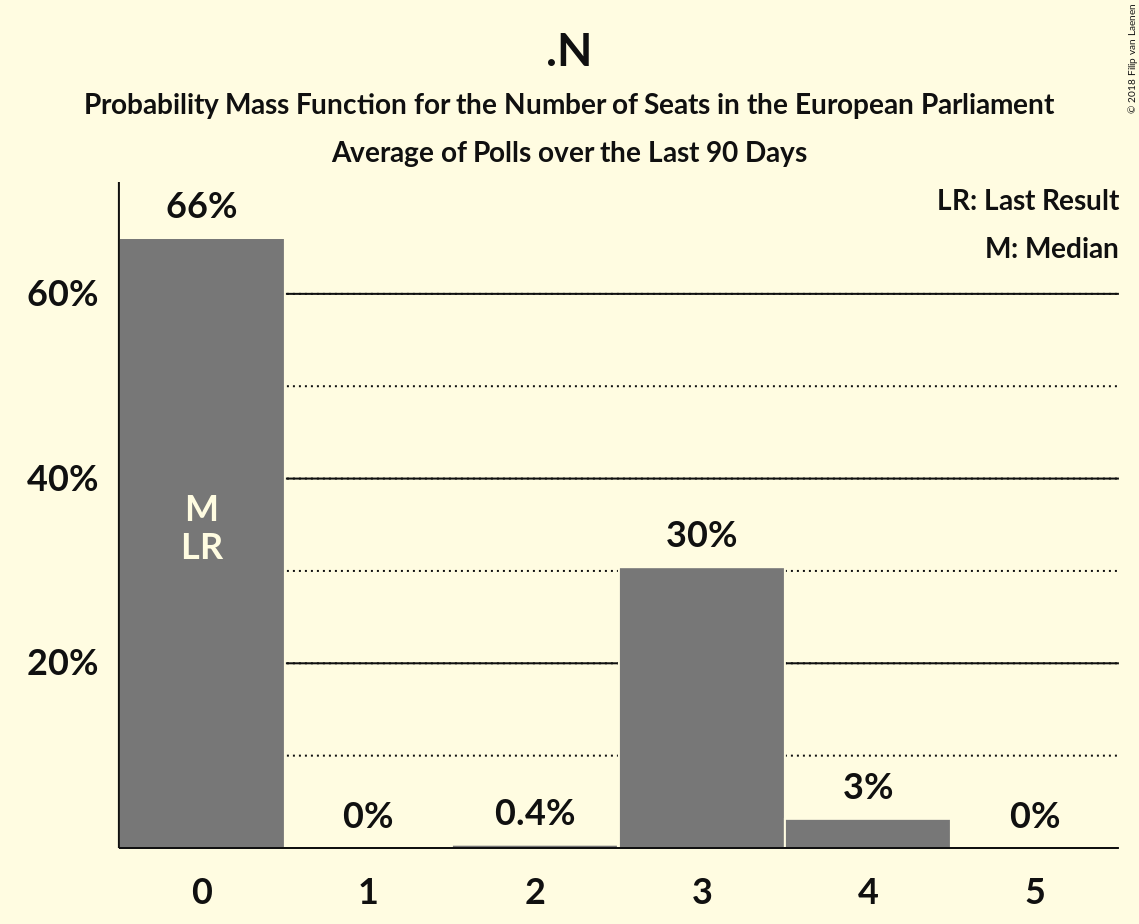 .N
Probability Mass Function for the Number of Seats in the European Parliament
Average of Polls over the Last 90 Days
© 2018 Filip van Laenen
LR: Last Result
M: Median
66%
60%
40%
20%
M
LR
0%
0.4%
30%
3%
0%
0 1 2 3 4 5